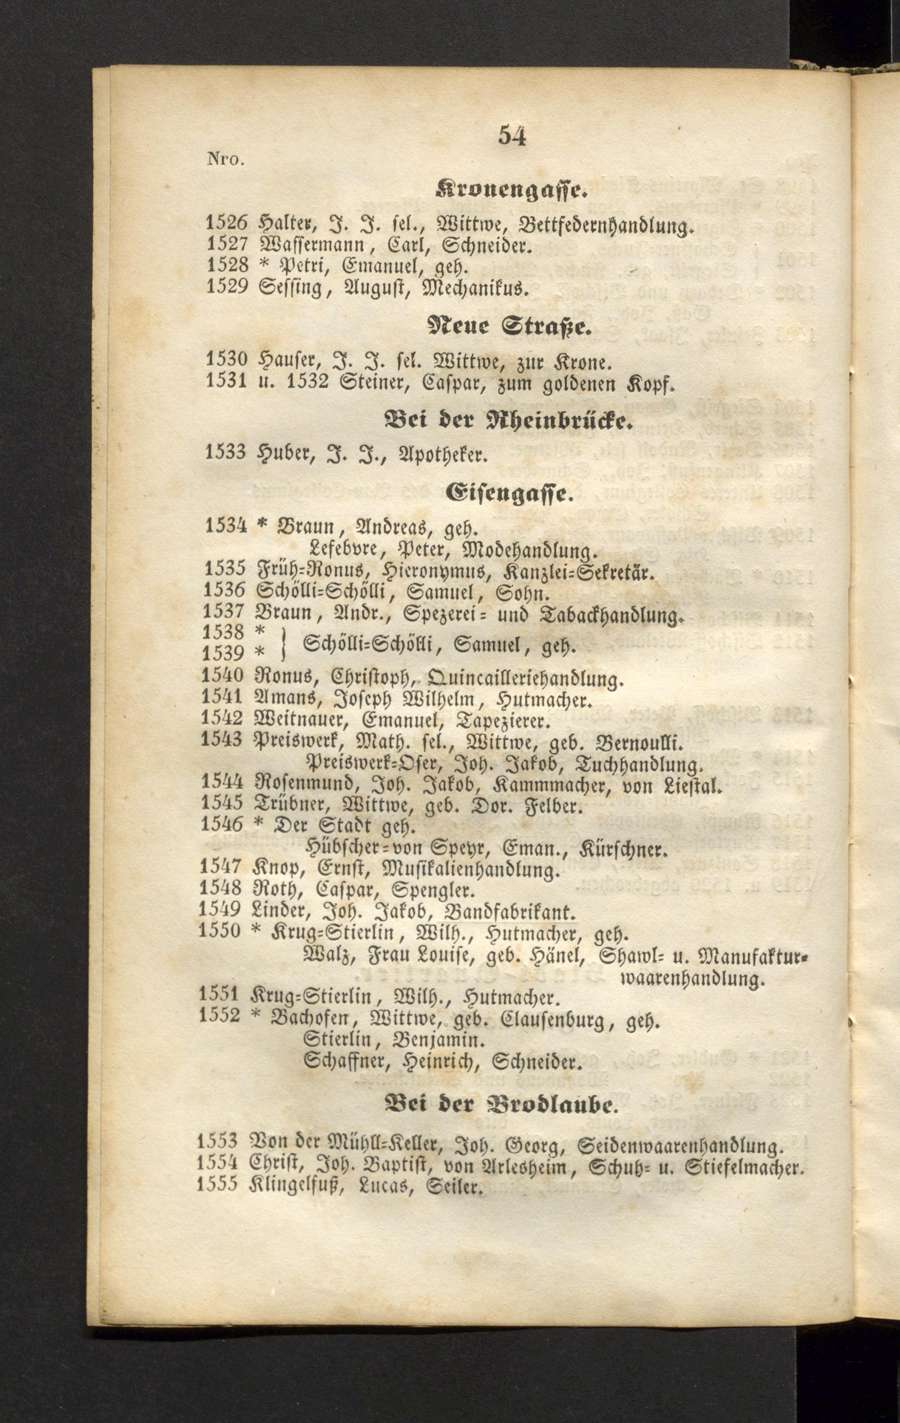 54
Nro.
Kronengasse.
1526 Halter, J. J. sel., Wittwe, Bettfedernhandlung.
1527 Wassermann, Carl, Schneider.
1528 * Petri, Emanuel, geh.
1529 Sessing, August, Mechanikus.
Neue Straße.
1530 Hauser, J. J. sel. Wittwe, zur Krone.
1531 u. 1532 Steiner, Caspar, zum goldenen Kopf.
Bei der Rheinbrücke.
1533 Huber, J. J., Apotheker.
Eisengasse.
1534 * Braun, Andreas, geh.
Lefebvre, Peter, Modehandlung.
1535 Früh-Ronus, Hieronymus, Kanzlei-Sekretär.
1536 Schölli-Schölli, Samuel, Sohn.
1537 Braun, Andr., Spezerei- und Tabackhandlung.
1538 *
1539 * } Schölli-Schölli, Samuel, geh.
1540 Ronus, Christoph, Quincailleriehandlung.
1541 Amans, Joseph Wilhelm, Hutmacher.
1542 Weitnauer, Emanuel, Tapezierer.
1543 Preiswerk, Math. sel., Wittwe, geb. Bernoulli.
Preiswerk-Oser, Joh. Jakob, Tuchhandlung.
1544 Rosenmund, Joh. Jakob, Kammmacher, von Liestal.
1545 Trübner, Wittwe, geb. Dor. Felber.
1546 * Der Stadt geh.
Hübscher-von Speyr, Eman., Kürschner.
1547 Knop, Ernst, Musikalienhandlung.
1548 Roth, Caspar, Spengler.
1549 Linder, Joh. Jakob, Bandfabrikant.
1550 * Krug-Stierlin, Wilh., Hutmacher, geh.
Walz, Frau Louise, geb. Hänel, Shawl- u. Manufaktur-
waarenhandlung.
1551 Krug-Stierlin, Wilh., Hutmacher.
1552 * Bachofen, Wittwe, geb. Clausenburg, geh.
Stierlin, Benjamin.
Schaffner, Heinrich, Schneider.
Bei der Brodlaube.
1553 Von der Mühll-Keller, Joh. Georg, Seidenwaarenhandlung.
1554 Christ, Joh. Baptist, von Arlesheim, Schuh- u. Stiefelmacher.
1555 Klingelfuß, Lucas, Seiler.